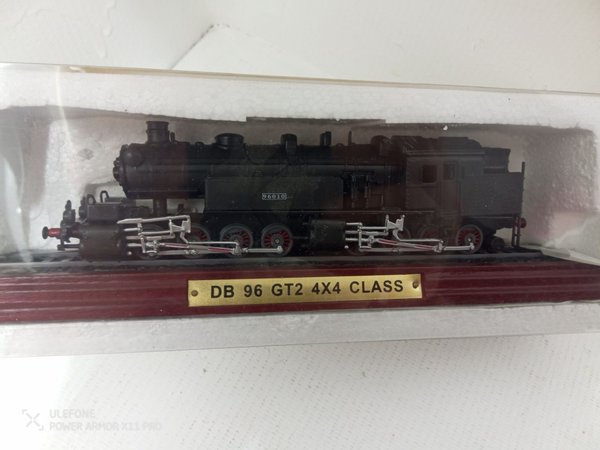 96010
DB 96 GT2 4X4 CLASS
ULEFONE
POWER ARMOR X11 PRO